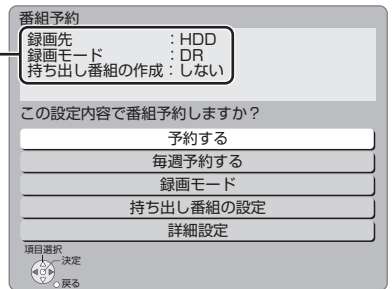 番組予約
録画先　　　　　：HDD
録画モード　　　：DR
持ち出し番組の作成：しない
この設定内容で番組予約しますか？
予約する
毎週予約する
録画モード
持ち出し番組の設定
詳細設定
項目選択
決定
戻る